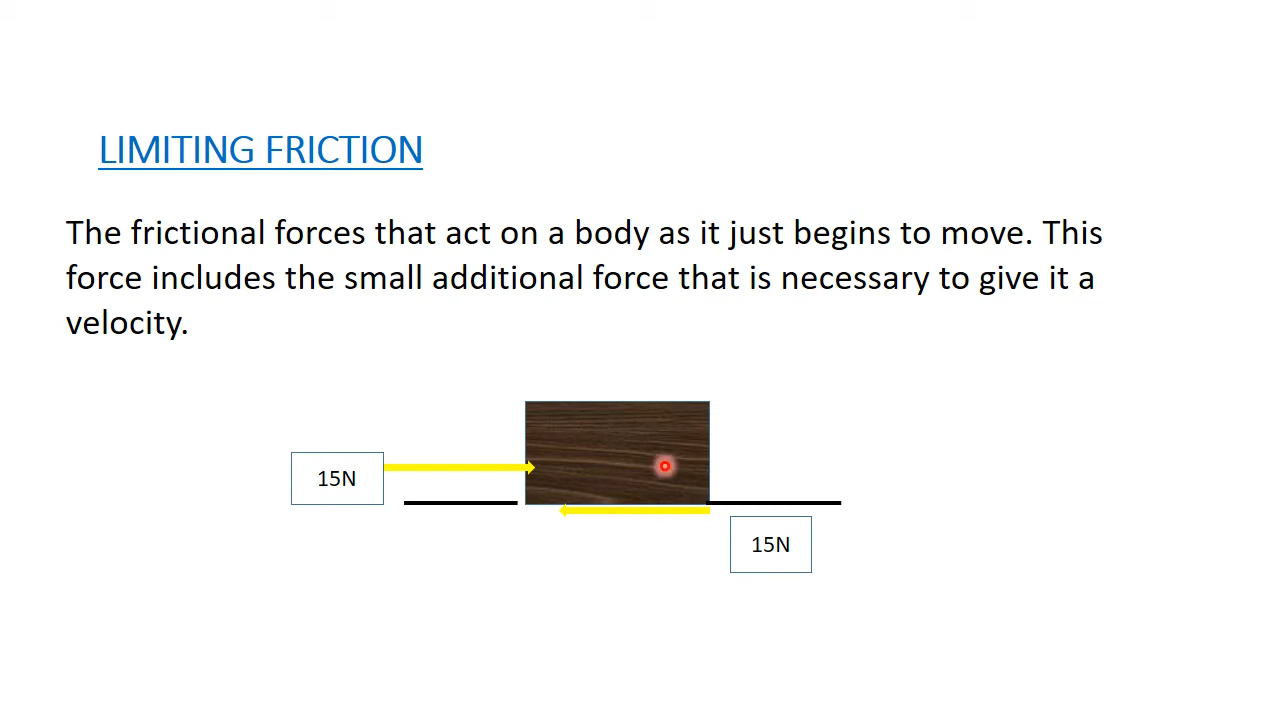 LIMITING FRICTION
The frictional forces that act on a body as it just begins to move. This
force includes the small additional force that is necessary to give it a
velocity.
15N
15N